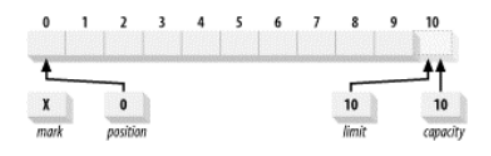 0 1 2 3 4 5 6 7 8 9 10
X 0 10 10
mark position limit capacity